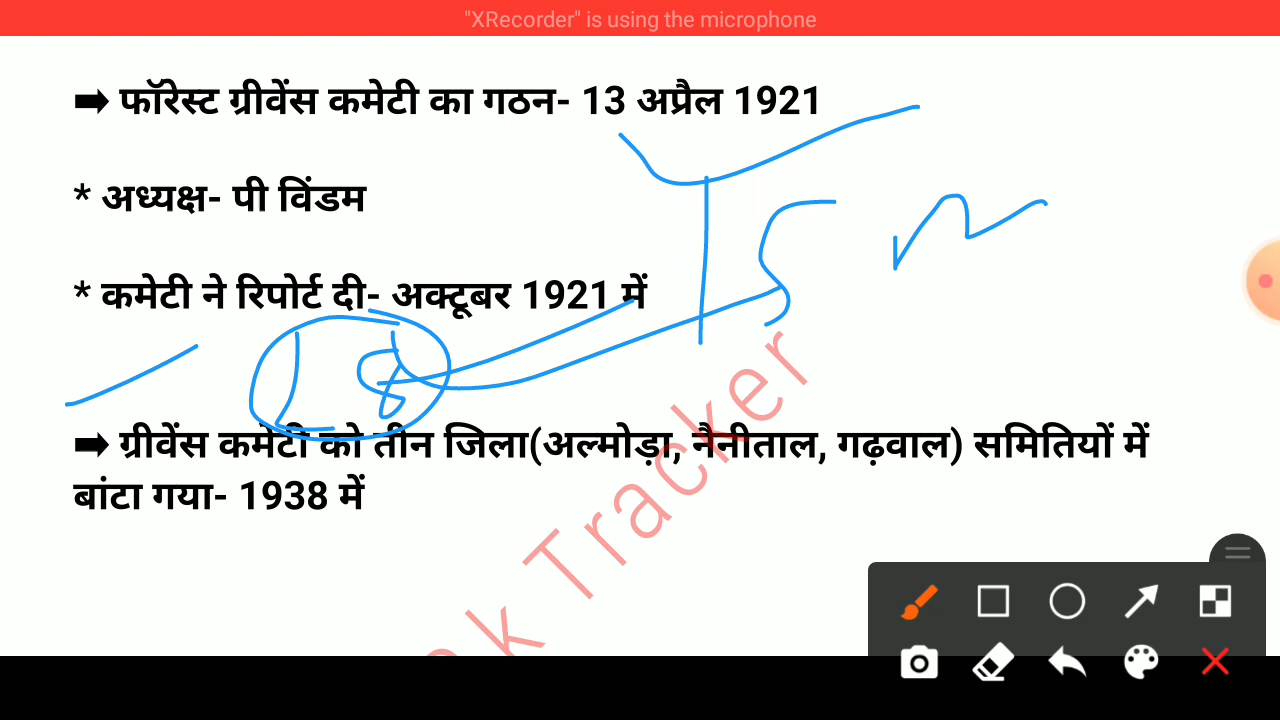 "XRecorder" is using the microphone
➡ फॉरेस्ट ग्रीवेंस कमेटी का गठन- 13 अप्रैल 1921
* अध्यक्ष- पी विंडम
* कमेटी ने रिपोर्ट दी- अक्टूबर 1921 में
➡ ग्रीवेंस कमेटी को तीन जिला(अल्मोड़ा, नैनीताल, गढ़वाल) समितियों में
बांटा गया- 1938 में
k Tracker